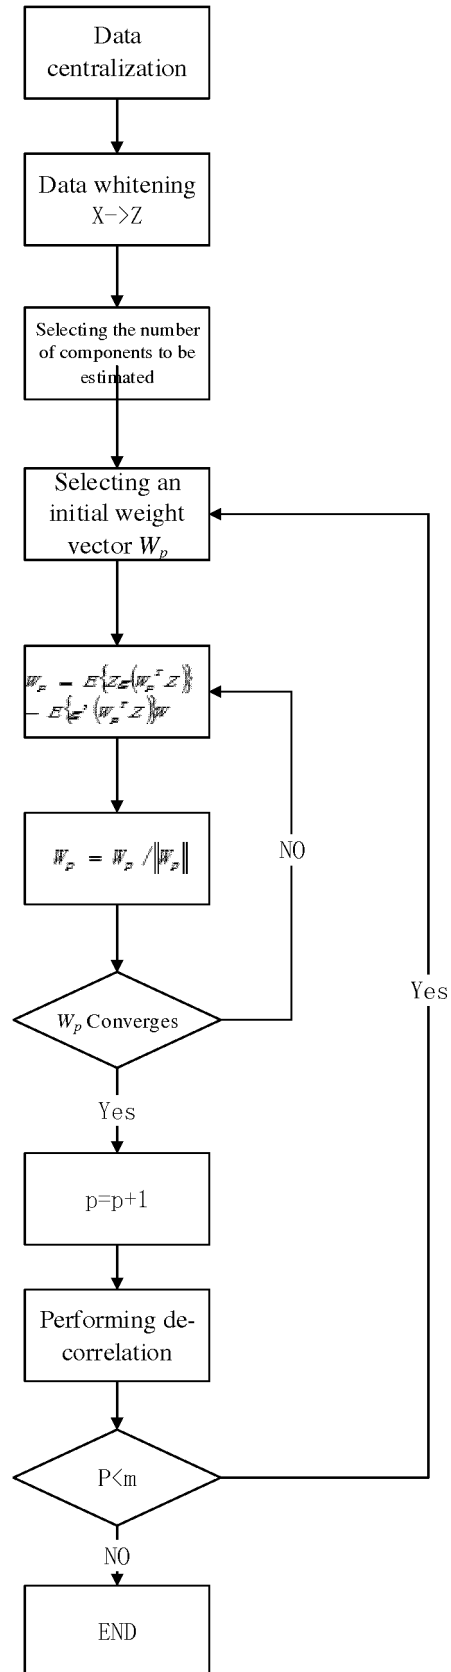 Data
centralization
Data whitening
X->Z
Selecting the number
of components to be
estimated
Selecting an
initial weight
vector W_p
W_p = E{Zg(W_p^T Z)}
− E{g'(W_p^T Z)}W
W_p = W_p /‖W_p‖
NO
W_p Converges
Yes
Yes
p=p+1
Performing de-
correlation
P<m
NO
END